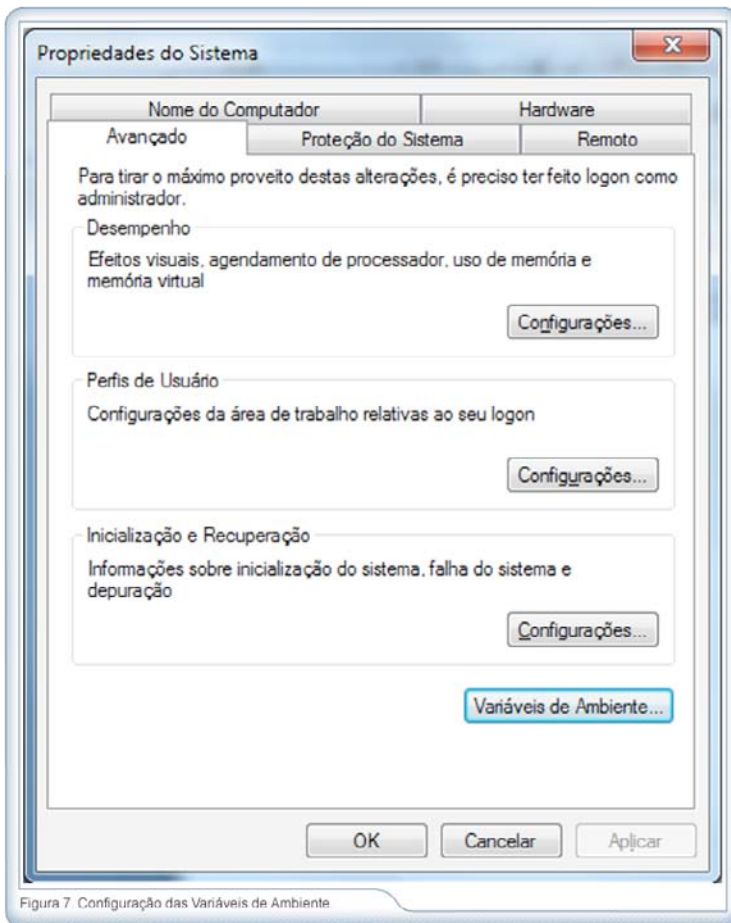 Propriedades do Sistema
Nome do Computador
Hardware
Avançado
Proteção do Sistema
Remoto
Para tirar o máximo proveito destas alterações, é preciso ter feito logon como
administrador.
Desempenho
Efeitos visuais, agendamento de processador, uso de memória e
memória virtual
Configurações...
Perfis de Usuário
Configurações da área de trabalho relativas ao seu logon
Configurações...
Inicialização e Recuperação
Informações sobre inicialização do sistema, falha do sistema e
depuração
Configurações...
Variáveis de Ambiente...
OK
Cancelar
Aplicar
Figura 7. Configuração das Variáveis de Ambiente